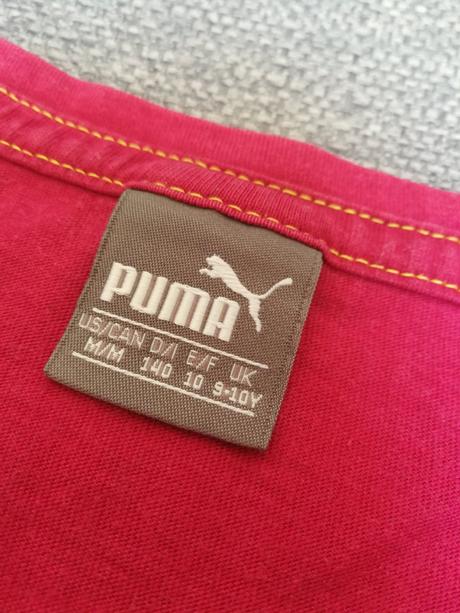 PUMA
US/CAN D/I E/F UK
M/M 140 10 9-10Y